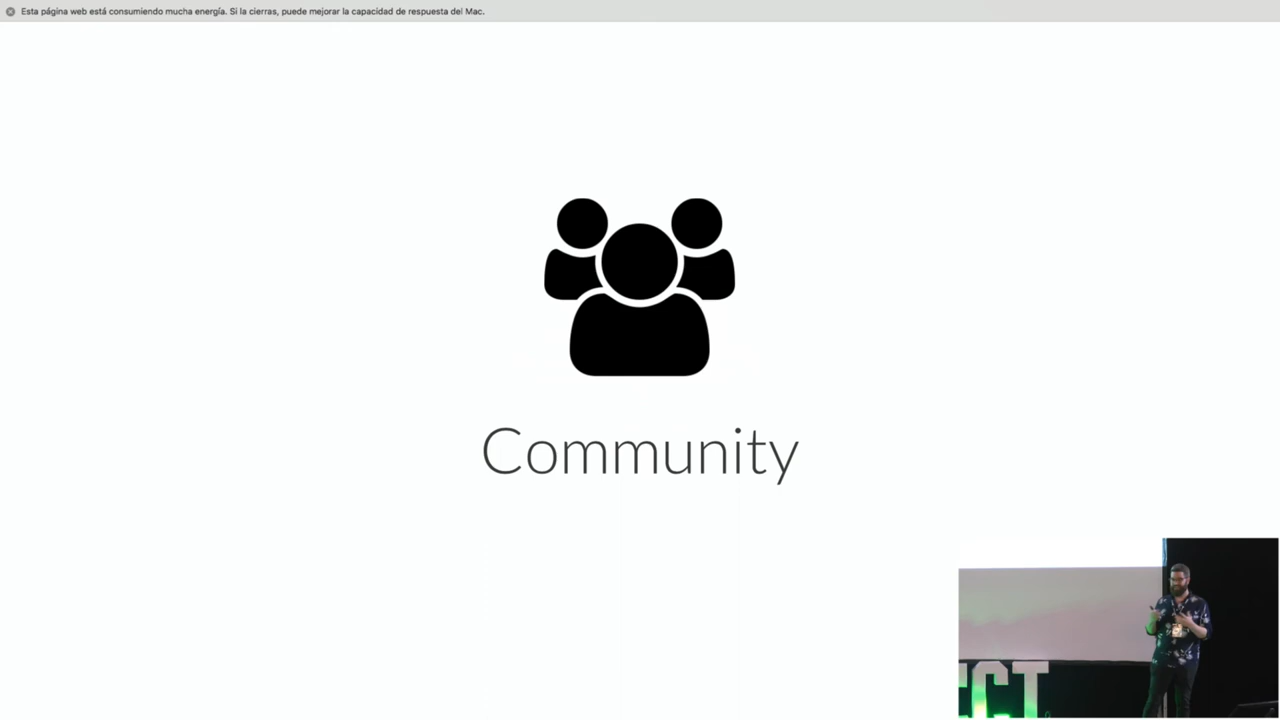 Esta página web está consumiendo mucha energía. Si la cierras, puede mejorar la capacidad de respuesta del Mac.
Community
ECT